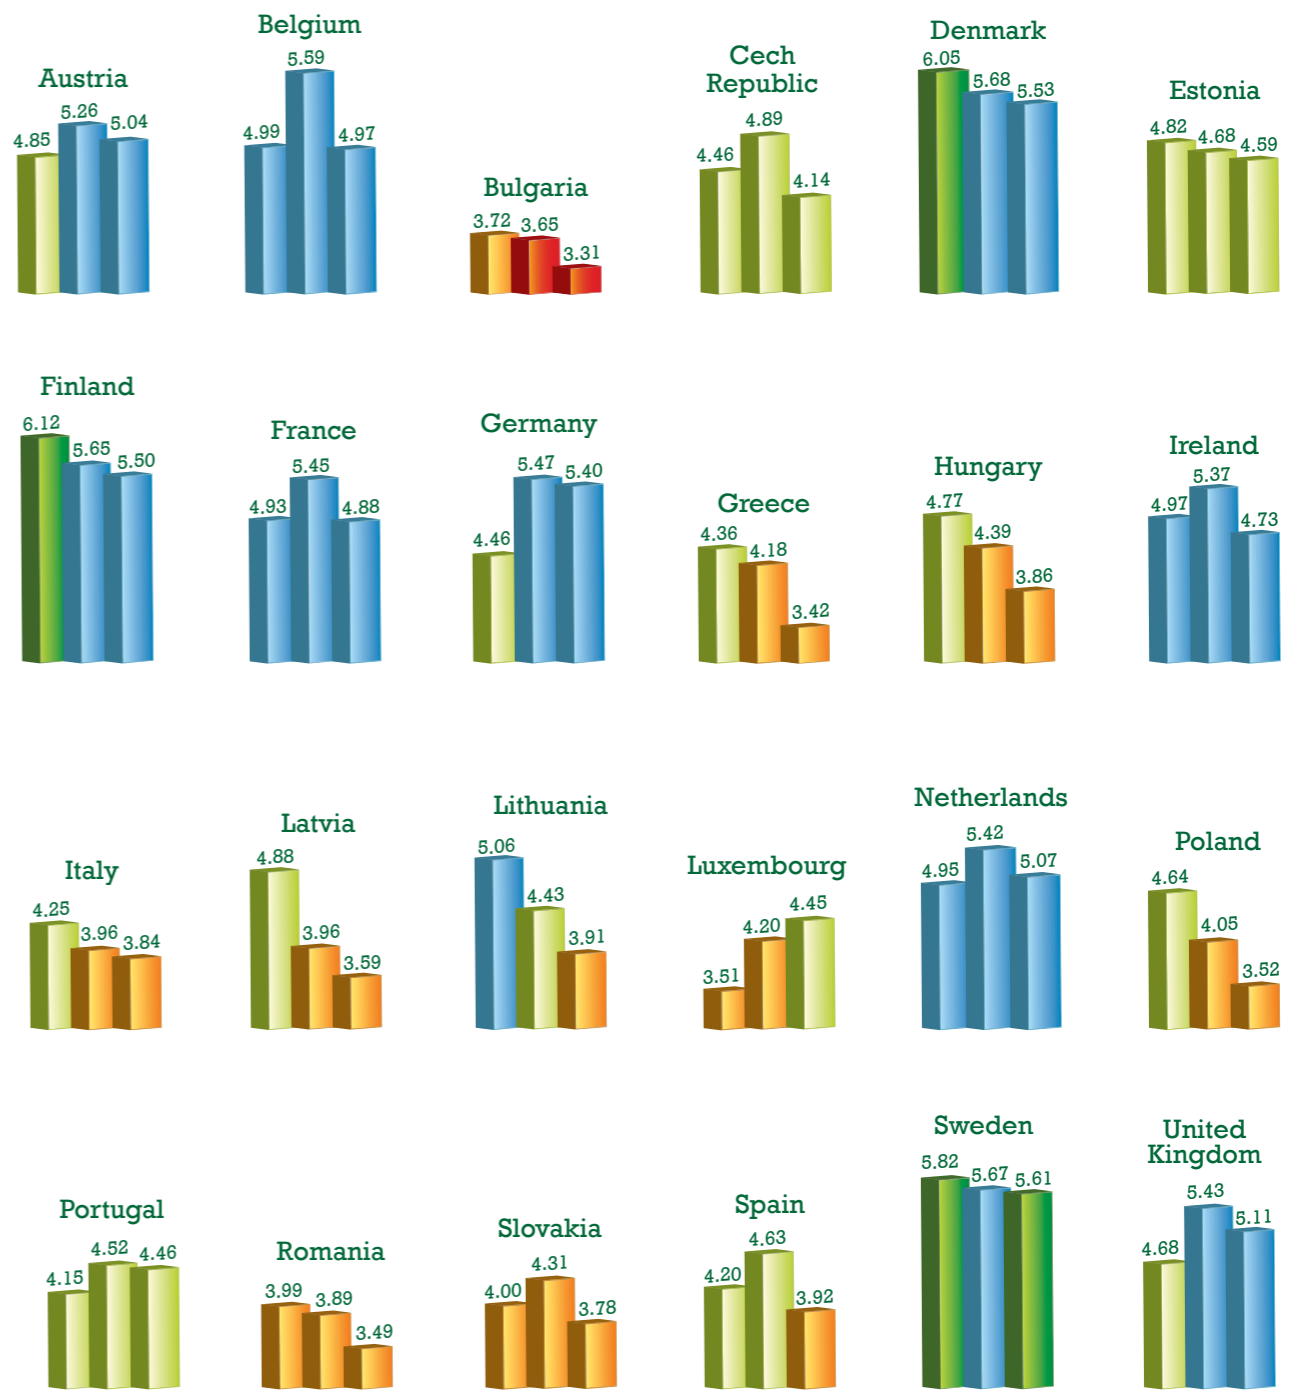 Austria
4.85
5.26
5.04
Belgium
4.99
5.59
4.97
Bulgaria
3.72
3.65
3.31
Cech
Republic
4.46
4.89
4.14
Denmark
6.05
5.68
5.53
Estonia
4.82
4.68
4.59
Finland
6.12
5.65
5.50
France
4.93
5.45
4.88
Germany
4.46
5.47
5.40
Greece
4.36
4.18
3.42
Hungary
4.77
4.39
3.86
Ireland
4.97
5.37
4.73
Italy
4.25
3.96
3.84
Latvia
4.88
3.96
3.59
Lithuania
5.06
4.43
3.91
Luxembourg
3.51
4.20
4.45
Netherlands
4.95
5.42
5.07
Poland
4.64
4.05
3.52
Portugal
4.15
4.52
4.46
Romania
3.99
3.89
3.49
Slovakia
4.00
4.31
3.78
Spain
4.20
4.63
3.92
Sweden
5.82
5.67
5.61
United
Kingdom
4.68
5.43
5.11